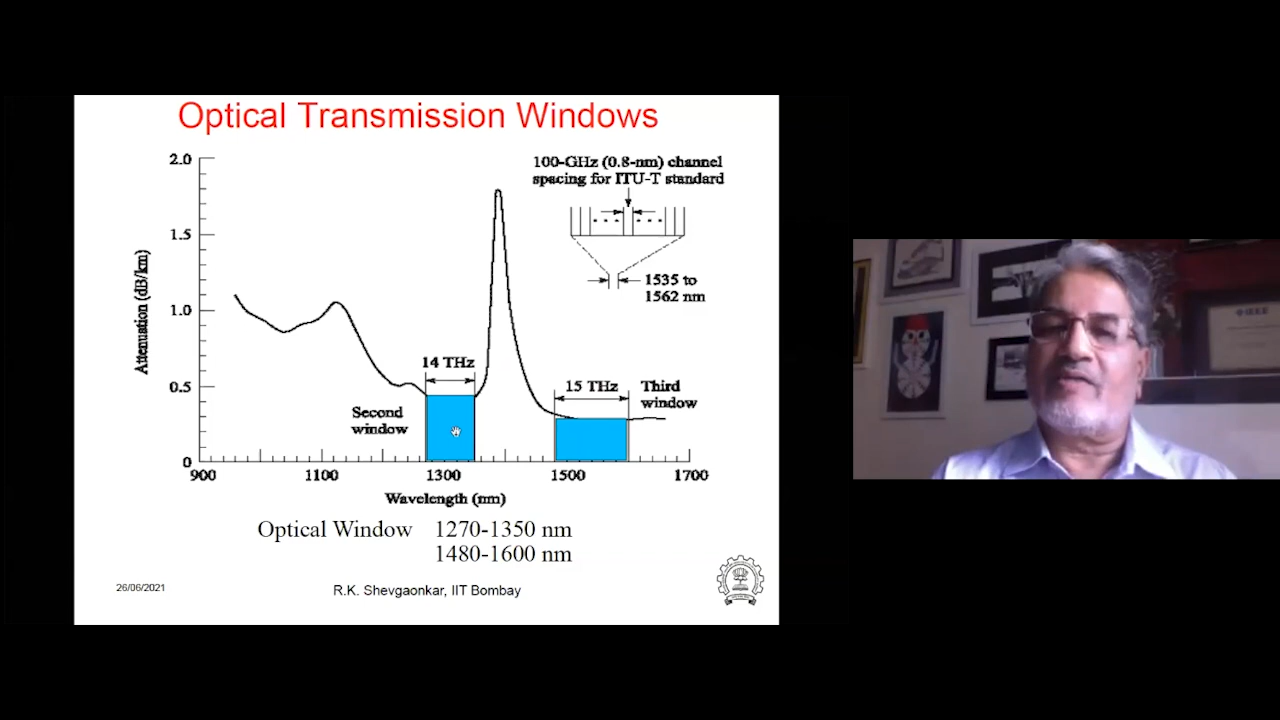 Optical Transmission Windows
2.0
1.5
1.0
0.5
0
Attenuation (dB/km)
100-GHz (0.8-nm) channel
spacing for ITU-T standard
1535 to
1562 nm
14 THz
15 THz
Second
window
Third
window
900 1100 1300 1500 1700
Wavelength (nm)
Optical Window 1270-1350 nm
1480-1600 nm
26/06/2021
R.K. Shevgaonkar, IIT Bombay
IEEE